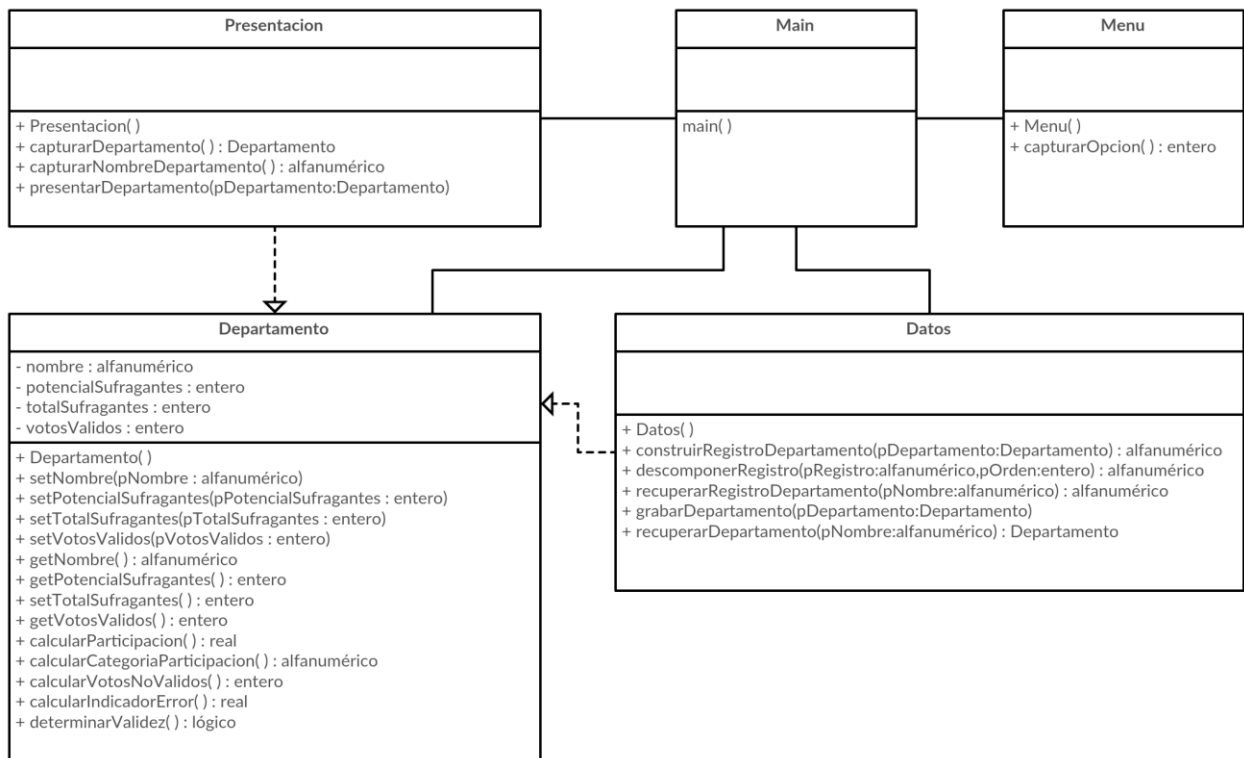 Presentacion
+ Presentacion( )
+ capturarDepartamento( ) : Departamento
+ capturarNombreDepartamento( ) : alfanumérico
+ presentarDepartamento(pDepartamento:Departamento)
Main
main( )
Menu
+ Menu( )
+ capturarOpcion( ) : entero
Departamento
- nombre : alfanumérico
- potencialSufragantes : entero
- totalSufragantes : entero
- votosValidos : entero
+ Departamento( )
+ setNombre(pNombre : alfanumérico)
+ setPotencialSufragantes(pPotencialSufragantes : entero)
+ setTotalSufragantes(pTotalSufragantes : entero)
+ setVotosValidos(pVotosValidos : entero)
+ getNombre( ) : alfanumérico
+ getPotencialSufragantes( ) : entero
+ setTotalSufragantes( ) : entero
+ getVotosValidos( ) : entero
+ calcularParticipacion( ) : real
+ calcularCategoriaParticipacion( ) : alfanumérico
+ calcularVotosNoValidos( ) : entero
+ calcularIndicadorError( ) : real
+ determinarValidez( ) : lógico
Datos
+ Datos( )
+ construirRegistroDepartamento(pDepartamento:Departamento) : alfanumérico
+ descomponerRegistro(pRegistro:alfanumérico,pOrden:entero) : alfanumérico
+ recuperarRegistroDepartamento(pNombre:alfanumérico) : alfanumérico
+ grabarDepartamento(pDepartamento:Departamento)
+ recuperarDepartamento(pNombre:alfanumérico) : Departamento